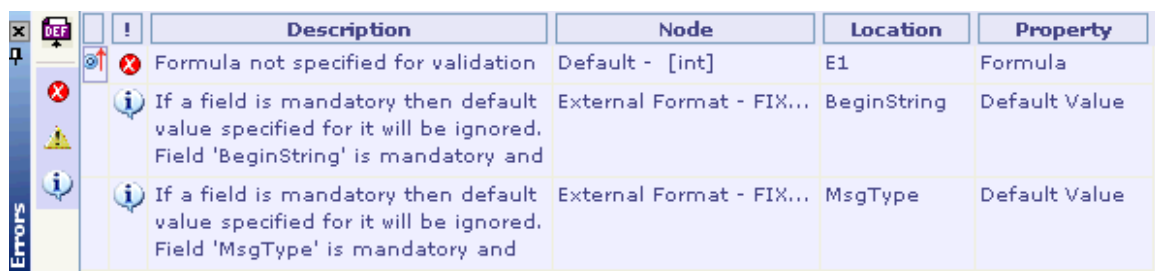 DEF
! Description Node Location Property
Formula not specified for validation Default - [int] E1 Formula
If a field is mandatory then default External Format - FIX... BeginString Default Value
value specified for it will be ignored.
Field 'BeginString' is mandatory and
If a field is mandatory then default External Format - FIX... MsgType Default Value
value specified for it will be ignored.
Field 'MsgType' is mandatory and
Errors